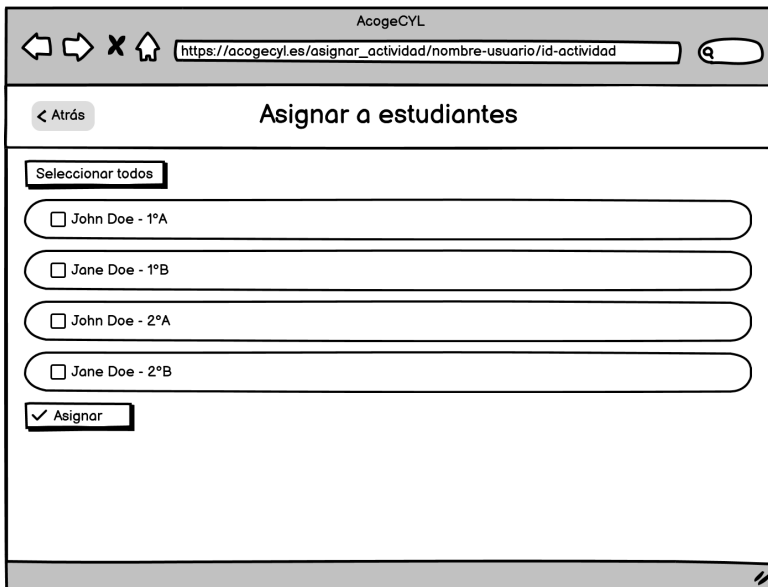 AcogeCYL
https://acogecyl.es/asignar_actividad/nombre-usuario/id-actividad
Atrás
Asignar a estudiantes
Seleccionar todos
John Doe - 1ºA
Jane Doe - 1ºB
John Doe - 2ºA
Jane Doe - 2ºB
Asignar